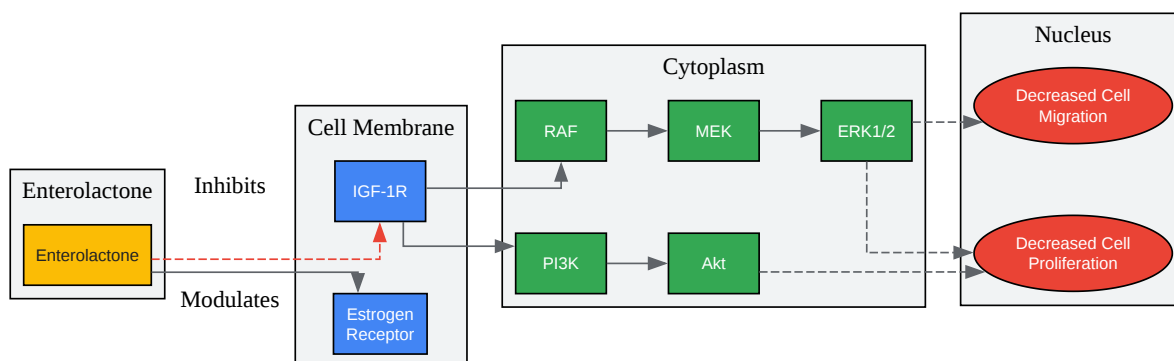 Enterolactone
Enterolactone
Inhibits
Modulates
Cell Membrane
IGF-1R
Estrogen
Receptor
Cytoplasm
RAF
MEK
ERK1/2
PI3K
Akt
Nucleus
Decreased Cell
Migration
Decreased Cell
Proliferation